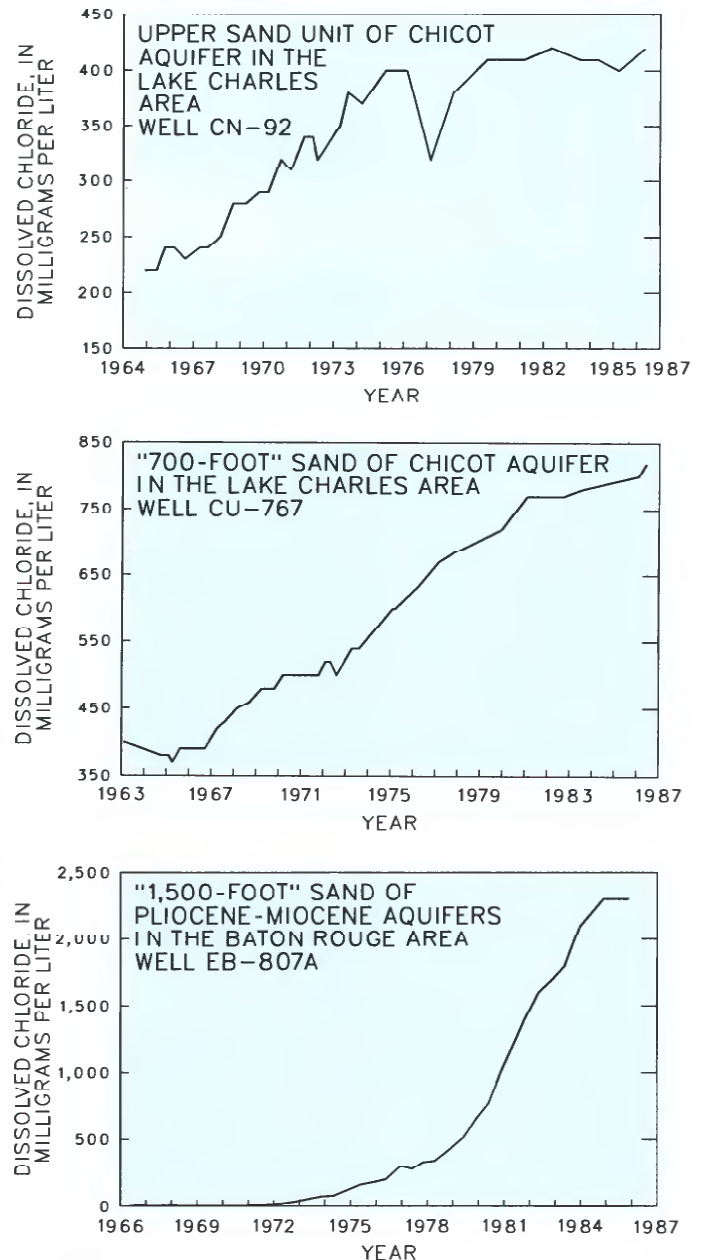 450
400
350
300
250
200
150
DISSOLVED CHLORIDE, IN
MILLIGRAMS PER LITER
UPPER SAND UNIT OF CHICOT
AQUIFER IN THE
LAKE CHARLES
AREA
WELL CN-92
1964 1967 1970 1973 1976 1979 1982 1985 1987
YEAR
850
750
650
550
450
350
DISSOLVED CHLORIDE, IN
MILLIGRAMS PER LITER
"700-FOOT" SAND OF CHICOT AQUIFER
IN THE LAKE CHARLES AREA
WELL CU-767
1963 1967 1971 1975 1979 1983 1987
YEAR
2,500
2,000
1,500
1,000
500
0
DISSOLVED CHLORIDE, IN
MILLIGRAMS PER LITER
"1,500-FOOT" SAND OF
PLIOCENE-MIOCENE AQUIFERS
IN THE BATON ROUGE AREA
WELL EB-807A
1966 1969 1972 1975 1978 1981 1984 1987
YEAR